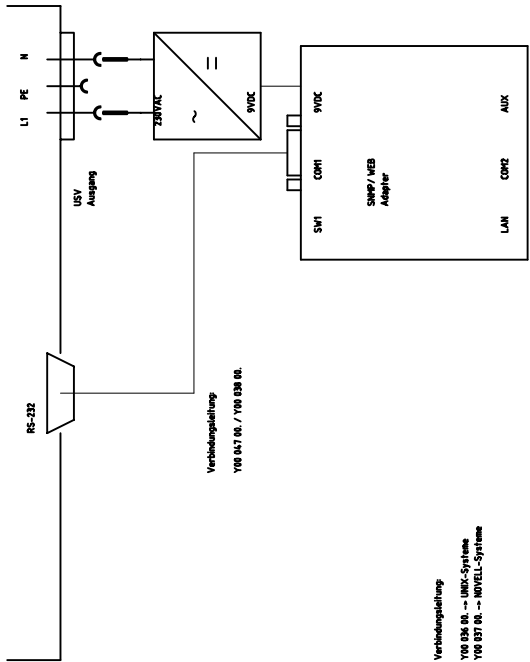 N
PE
L1
USV
Ausgang
230VAC
~
9VDC
9VDC
COM1
SW1
SNMP/ WEB
Adapter
AUX
COM2
LAN
RS-232
Verbindungsleitung:
Y00 047 00. / Y00 038 00.
Verbindungsleitung:
Y00 036 00. -> UNIX-Systeme
Y00 037 00. -> NOVELL-Systeme